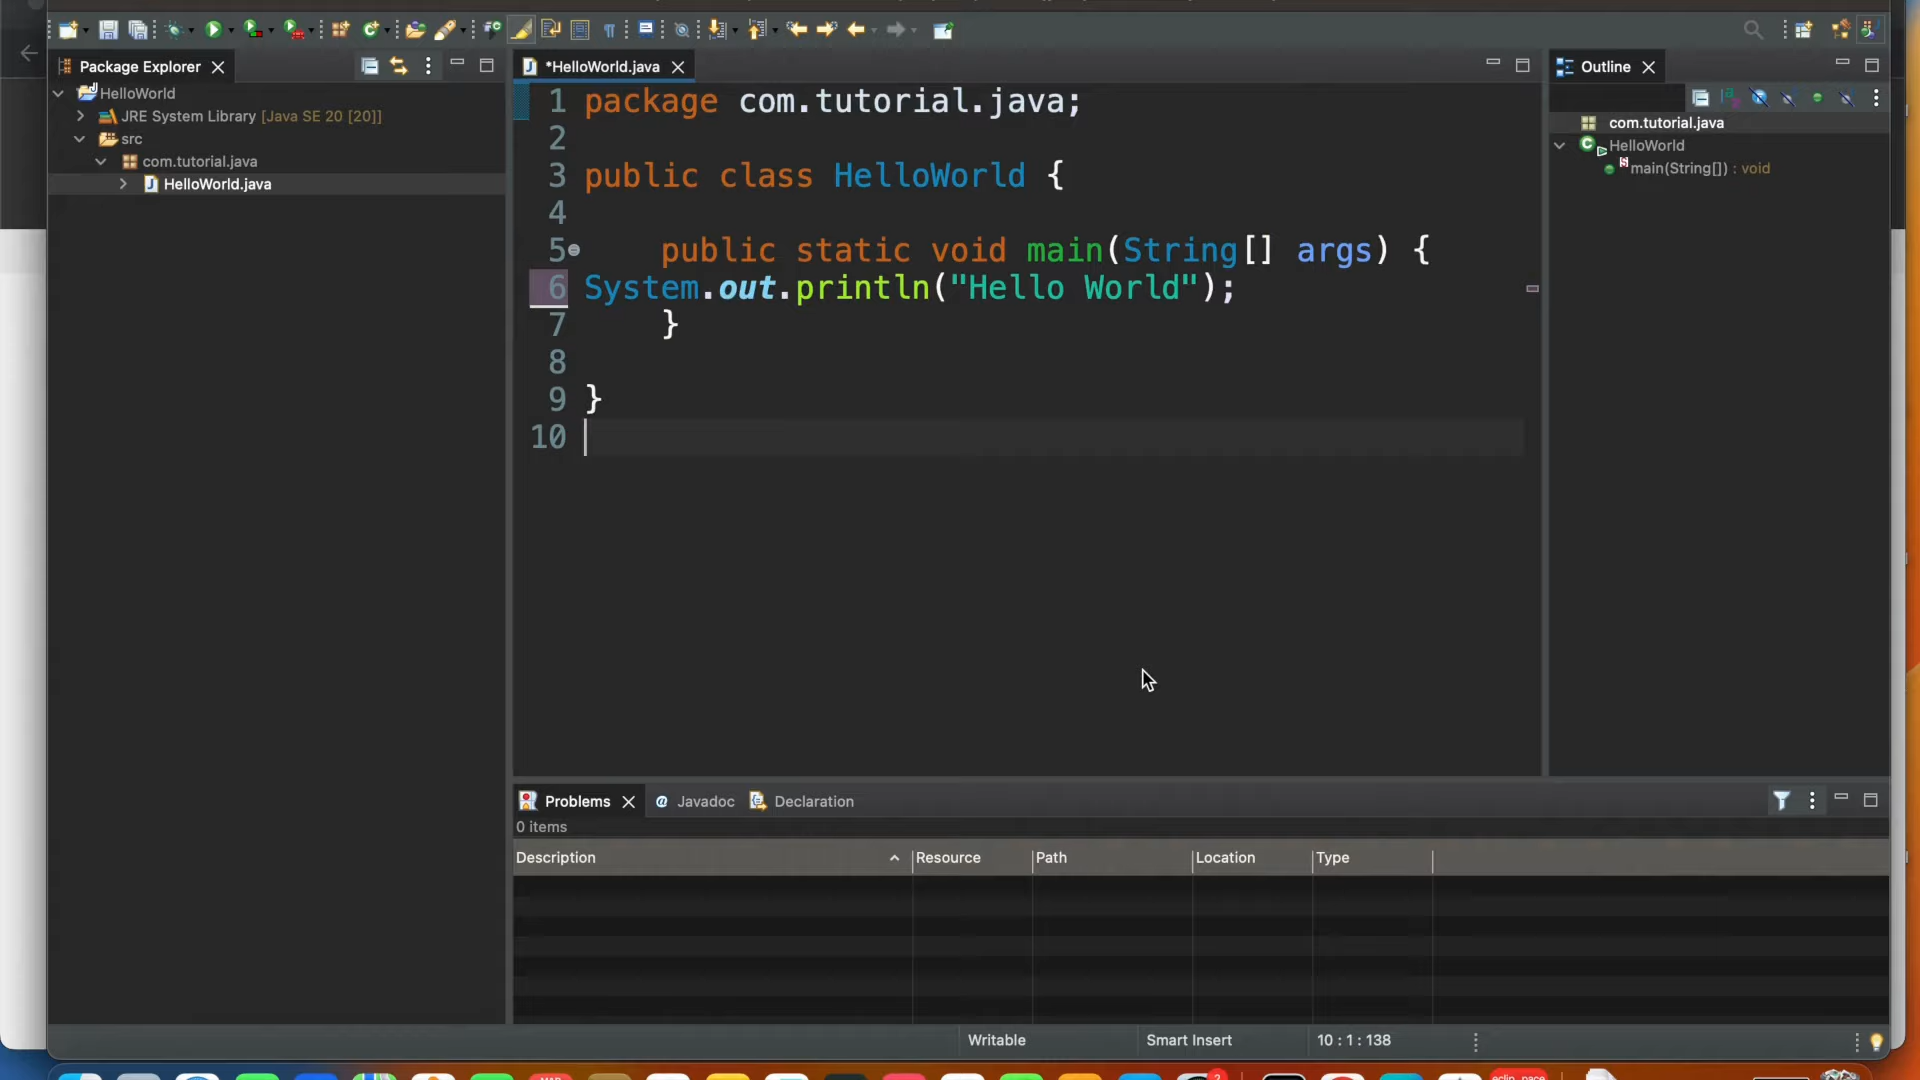 Package Explorer
HelloWorld
JRE System Library [Java SE 20 [20]]
src
com.tutorial.java
HelloWorld.java
*HelloWorld.java
1 package com.tutorial.java;
2
3 public class HelloWorld {
4
5     public static void main(String[] args) {
6 System.out.println("Hello World");
7     }
8
9 }
10
Outline
com.tutorial.java
HelloWorld
main(String[]) : void
Problems @ Javadoc Declaration
0 items
Description Resource Path Location Type
Writable Smart Insert 10 : 1 : 138